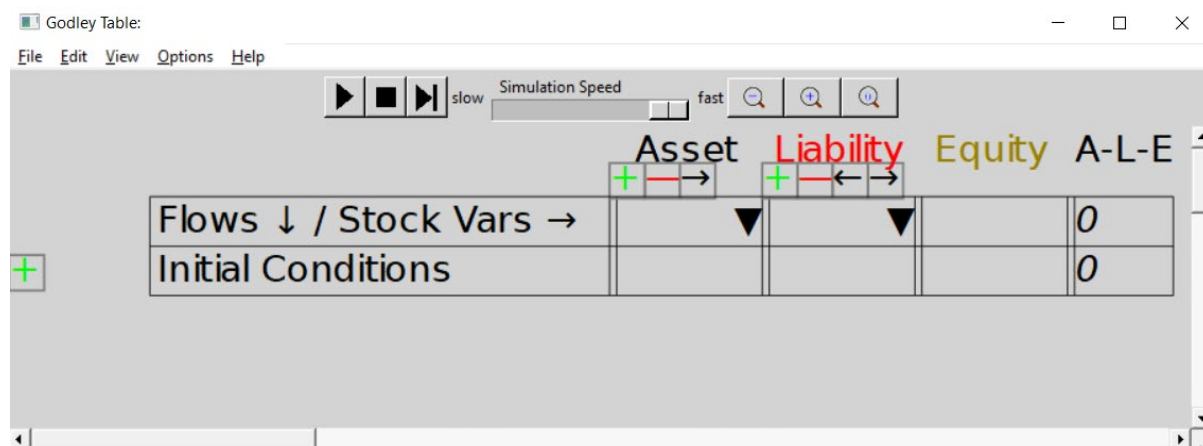 Godley Table:
File Edit View Options Help
slow Simulation Speed fast
Asset Liability Equity A-L-E
+ — → + — ← →
Flows ↓ / Stock Vars → ▼ ▼ 0
+ Initial Conditions 0